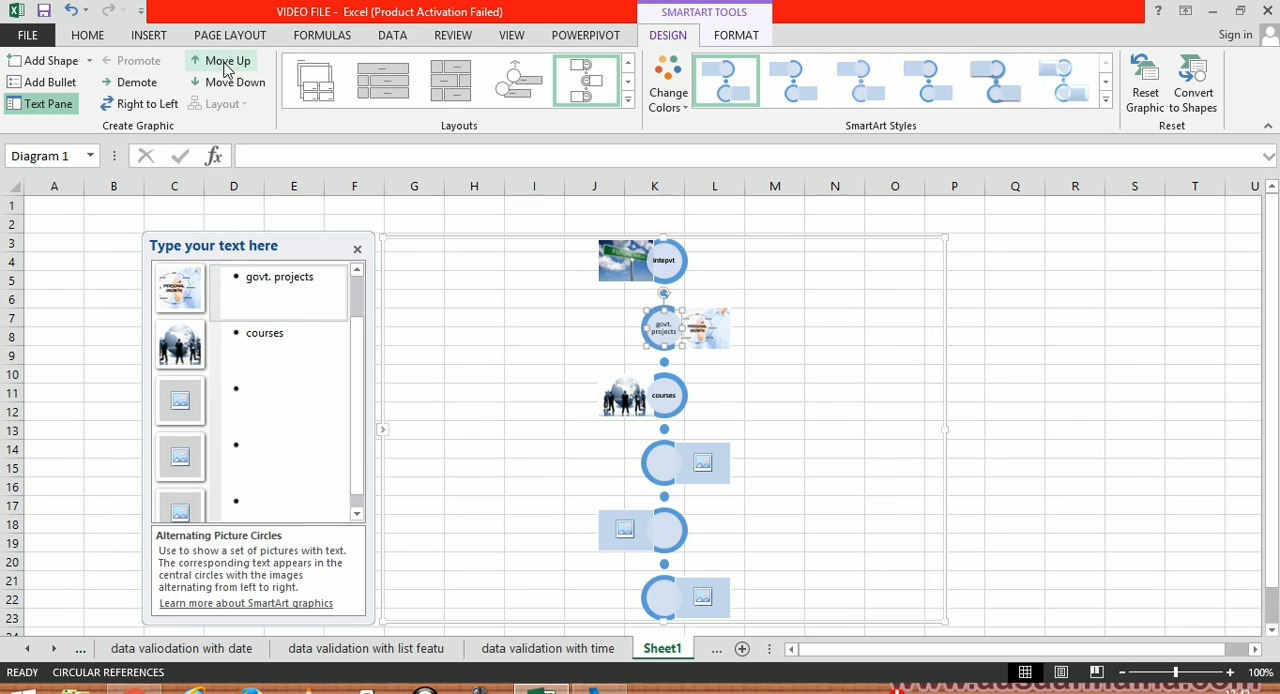 VIDEO FILE - Excel (Product Activation Failed)
SMARTART TOOLS
?
FILE HOME INSERT PAGE LAYOUT FORMULAS DATA REVIEW VIEW POWERPIVOT DESIGN FORMAT Sign in
Add Shape Promote Move Up
Add Bullet Demote Move Down
Text Pane Right to Left Layout
Create Graphic
Layouts
Change
Colors
SmartArt Styles
Reset
Graphic
Convert
to Shapes
Reset
Diagram 1 fx
A B C D E F G H I J K L M N O P Q R S T U
1
2
3
4
5
6
7
8
9
10
11
12
13
14
15
16
17
18
19
20
21
22
23
Type your text here
govt. projects
courses
Alternating Picture Circles
Use to show a set of pictures with text.
The corresponding text appears in the
central circles with the images
alternating from left to right.
Learn more about SmartArt graphics
intepvt
govt.
projects
PERSONAL
GROWTH
courses
... data valiodation with date data validation with list featu data validation with time Sheet1 ...
READY CIRCULAR REFERENCES 100%